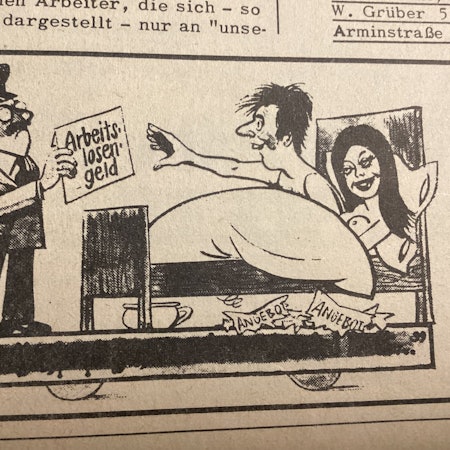 en Arbeiter, die sich - so
dargestellt - nur an "unse-
W. Grüber 5
Arminstraße
Arbeits-
losen-
geld
ANGEBOT
ANGEBOT